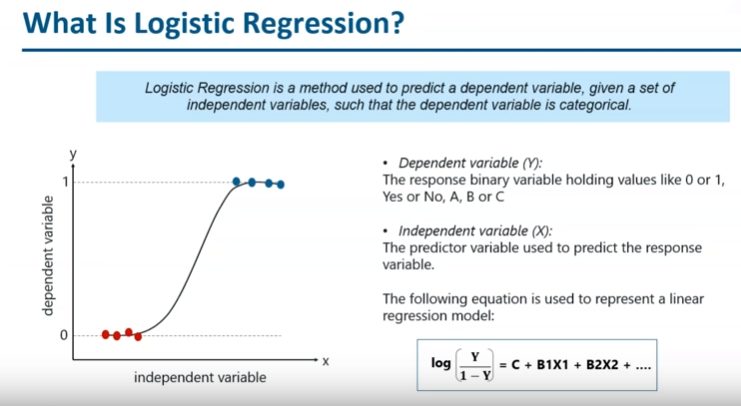 What Is Logistic Regression?
Logistic Regression is a method used to predict a dependent variable, given a set of
independent variables, such that the dependent variable is categorical.
y
1
dependent variable
0
x
independent variable
• Dependent variable (Y):
The response binary variable holding values like 0 or 1,
Yes or No, A, B or C
• Independent variable (X):
The predictor variable used to predict the response
variable.
The following equation is used to represent a linear
regression model:
log ( Y / 1 – Y ) = C + B1X1 + B2X2 + ....